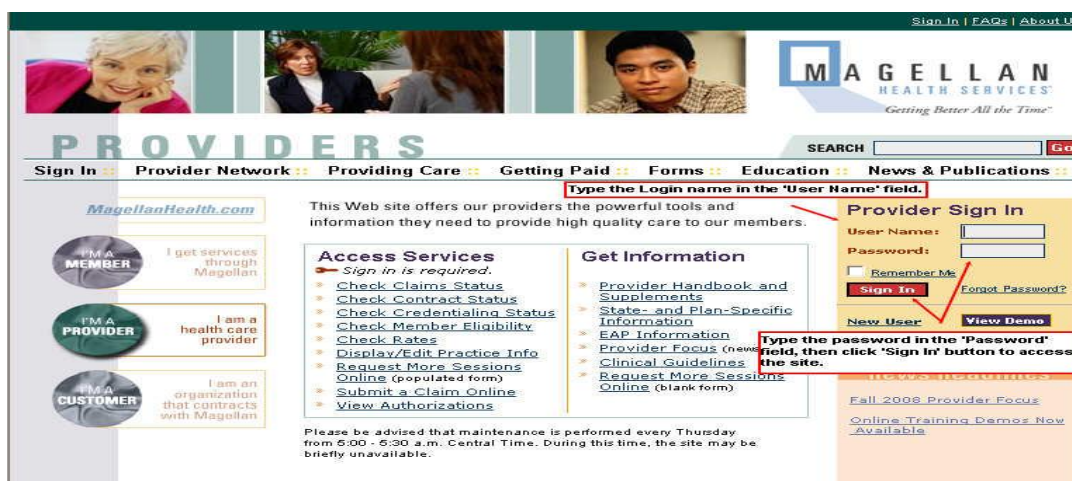 Sign In | FAQs | About U
MAGELLAN
HEALTH SERVICES
Getting Better All the Time
PROVIDERS
SEARCH Go
Sign In :: Provider Network :: Providing Care :: Getting Paid :: Forms :: Education :: News & Publications ::
Type the Login name in the 'User Name' field.
MagellanHealth.com
I'M A MEMBER
I get services
through
Magellan
I'M A PROVIDER
I am a
health care
provider
I'M A CUSTOMER
I am an
organization
that contracts
with Magellan
This Web site offers our providers the powerful tools and
information they need to provide high quality care to our members.
Access Services
Sign in is required.
Check Claims Status
Check Contract Status
Check Credentialing Status
Check Member Eligibility
Check Rates
Display/Edit Practice Info
Request More Sessions
Online (populated form)
Submit a Claim Online
View Authorizations
Get Information
Provider Handbook and
Supplements
State- and Plan-Specific
Information
EAP Information
Provider Focus (news
Clinical Guidelines
Request More Sessions
Online (blank form)
Please be advised that maintenance is performed every Thursday
from 5:00 - 5:30 a.m. Central Time. During this time, the site may be
briefly unavailable.
Provider Sign In
User Name:
Password:
Remember Me
Sign In Forgot Password?
New User View Demo
Type the password in the 'Password'
field, then click 'Sign In' button to access
the site.
News Headlines
Fall 2008 Provider Focus
Online Training Demos Now
Available